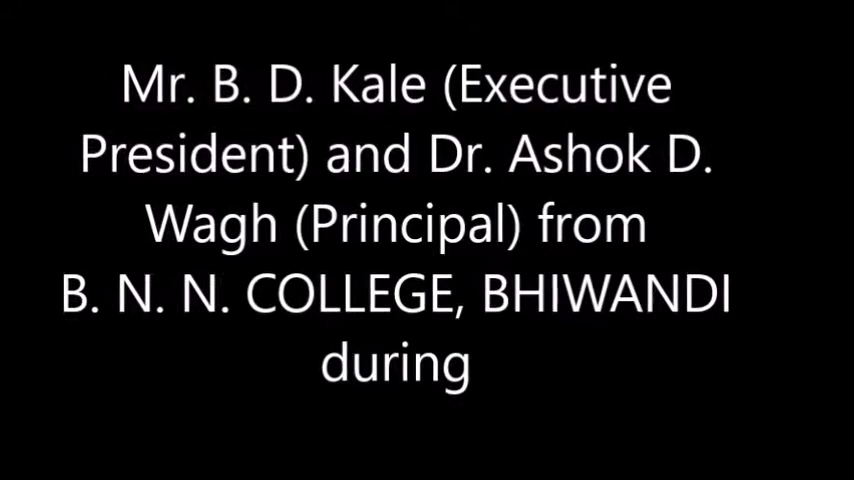 Mr. B. D. Kale (Executive
President) and Dr. Ashok D.
Wagh (Principal) from
B. N. N. COLLEGE, BHIWANDI
during